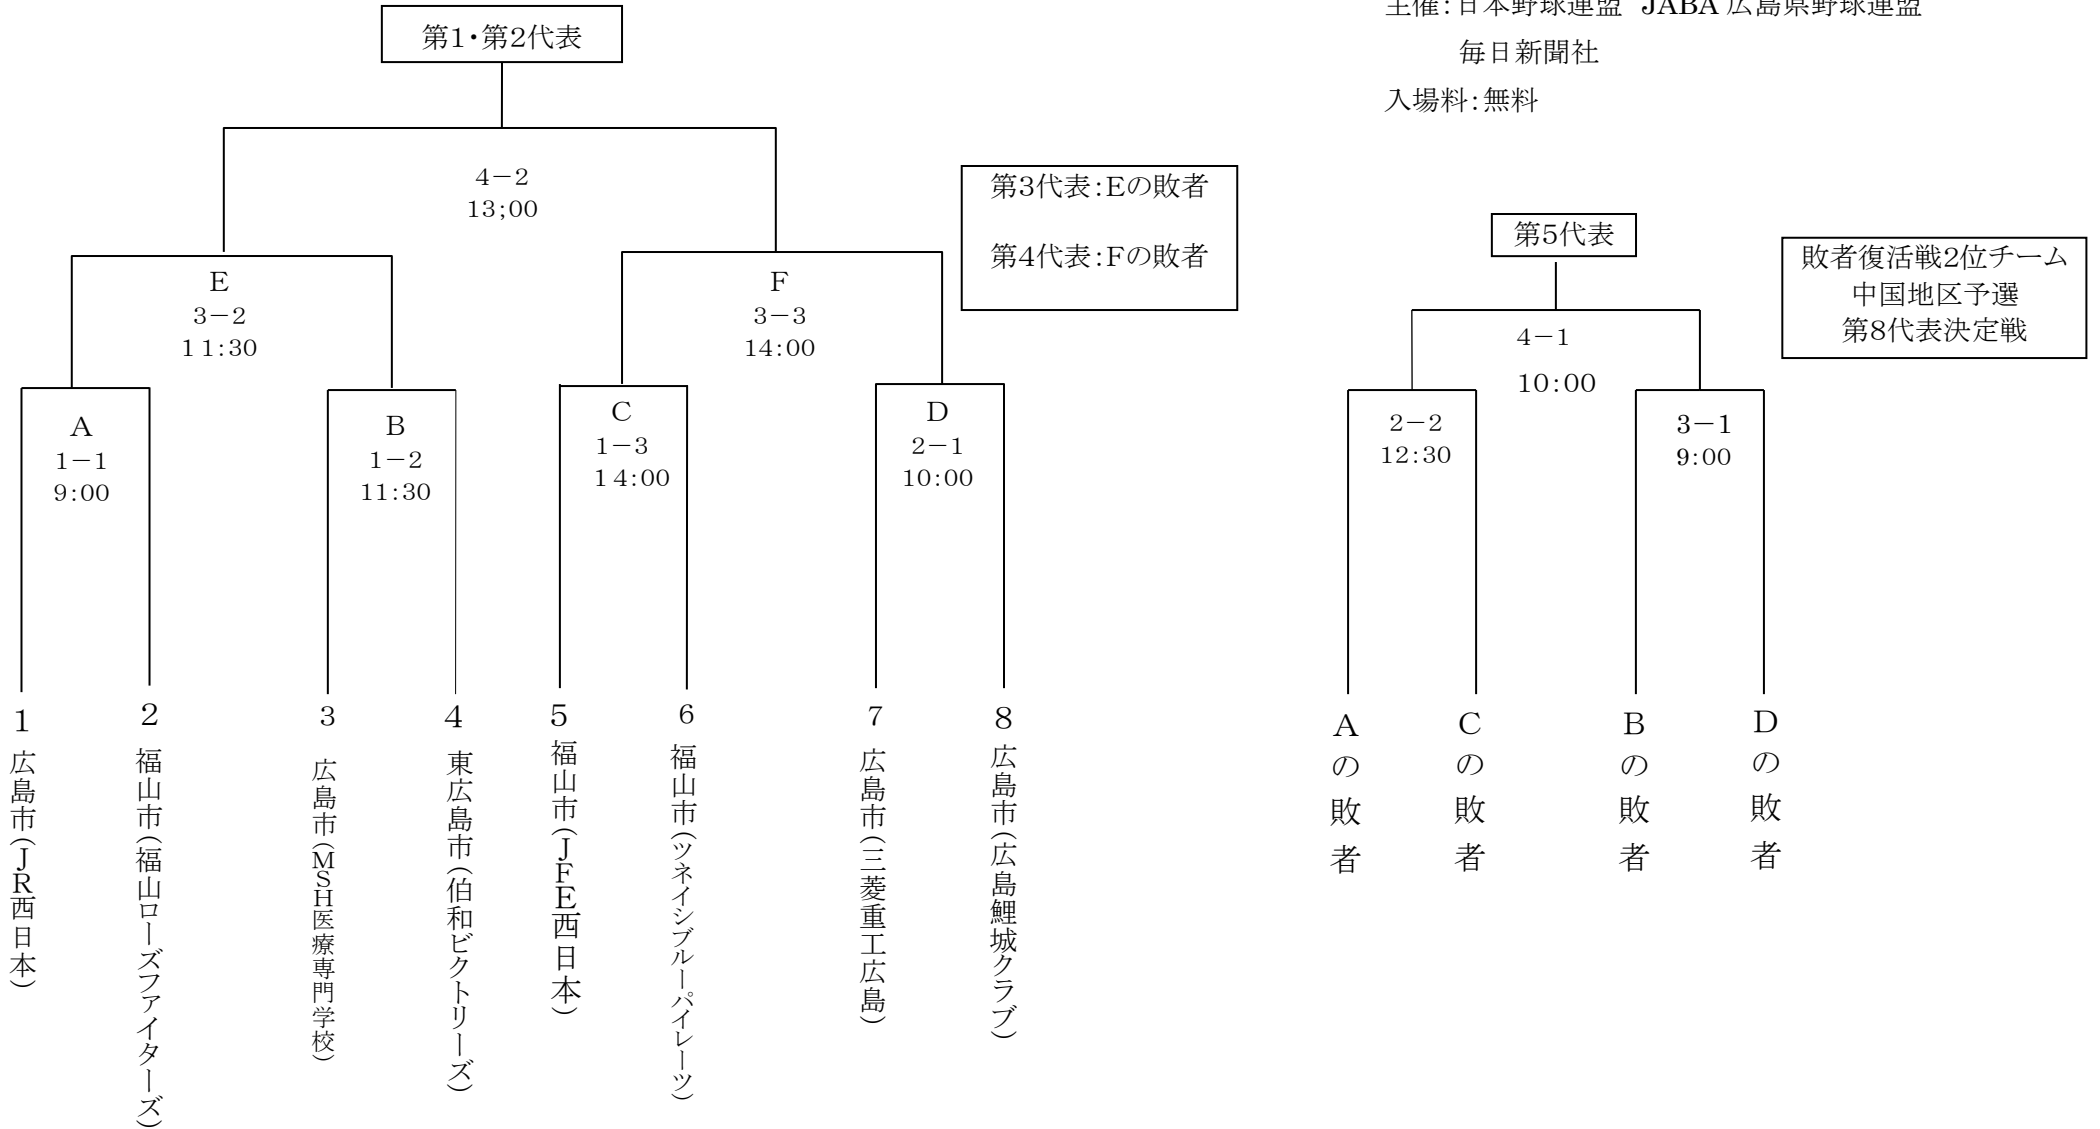 主催:日本野球連盟 JABA広島県野球連盟
毎日新聞社
入場料:無料
第1・第2代表
4－2
13;00
第3代表:Eの敗者
第4代表:Fの敗者
E
3－2
11:30
F
3－3
14:00
A
1－1
9:00
B
1－2
11:30
C
1－3
14:00
D
2－1
10:00
1 広島市(JR西日本)
2 福山市(福山ローズファイターズ)
3 広島市(MSH医療専門学校)
4 東広島市(伯和ビクトリーズ)
5 福山市(JFE西日本)
6 福山市(ツネイシブルーパイレーツ)
7 広島市(三菱重工広島)
8 広島市(広島鯉城クラブ)
第5代表
敗者復活戦2位チーム
中国地区予選
第8代表決定戦
4－1
10:00
2－2
12:30
3－1
9:00
Aの敗者
Cの敗者
Bの敗者
Dの敗者